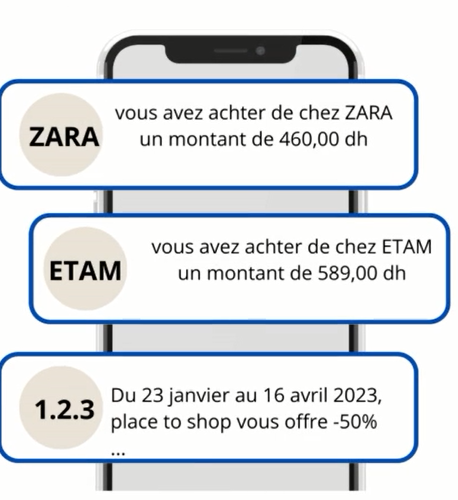 ZARA
vous avez achter de chez ZARA
un montant de 460,00 dh
ETAM
vous avez achter de chez ETAM
un montant de 589,00 dh
1.2.3
Du 23 janvier au 16 avril 2023,
place to shop vous offre -50%
...